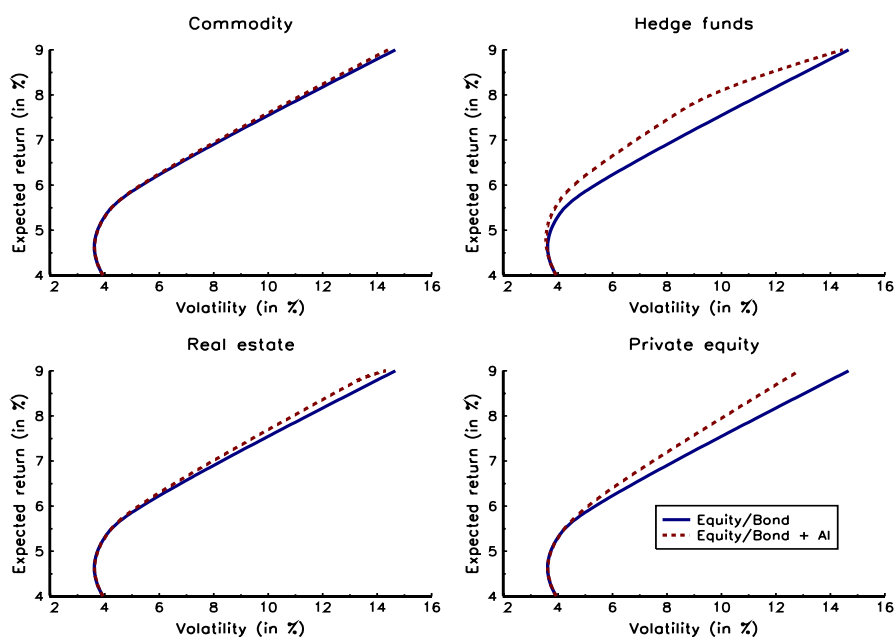 Commodity
Expected return (in %)
9
8
7
6
5
4
2 4 6 8 10 12 14 16
Volatility (in %)
Hedge funds
Expected return (in %)
9
8
7
6
5
4
2 4 6 8 10 12 14 16
Volatility (in %)
Real estate
Expected return (in %)
9
8
7
6
5
4
2 4 6 8 10 12 14 16
Volatility (in %)
Private equity
Expected return (in %)
9
8
7
6
5
4
2 4 6 8 10 12 14 16
Volatility (in %)
Equity/Bond
Equity/Bond + AI